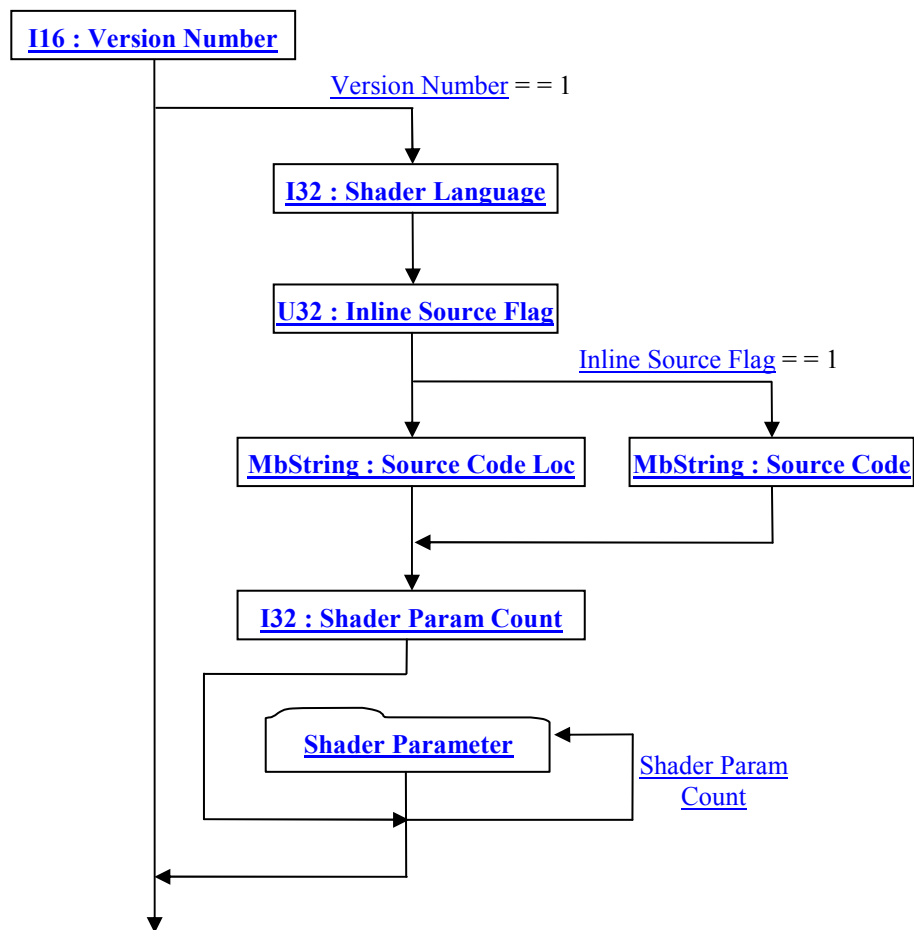 I16 : Version Number
Version Number = = 1
I32 : Shader Language
U32 : Inline Source Flag
Inline Source Flag = = 1
MbString : Source Code Loc
MbString : Source Code
I32 : Shader Param Count
Shader Parameter
Shader Param
Count